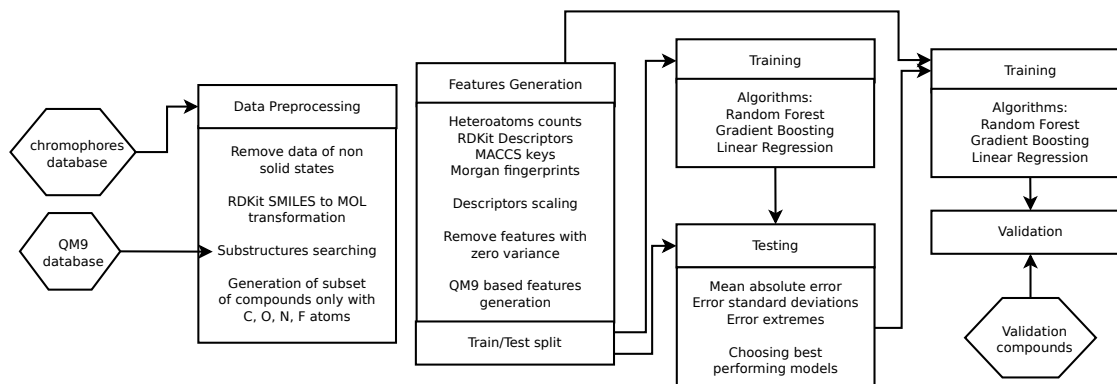 chromophores
database
QM9
database
Data Preprocessing
Remove data of non
solid states
RDKit SMILES to MOL
transformation
Substructures searching
Generation of subset
of compounds only with
C, O, N, F atoms
Features Generation
Heteroatoms counts
RDKit Descriptors
MACCS keys
Morgan fingerprints
Descriptors scaling
Remove features with
zero variance
QM9 based features
generation
Train/Test split
Training
Algorithms:
Random Forest
Gradient Boosting
Linear Regression
Testing
Mean absolute error
Error standard deviations
Error extremes
Choosing best
performing models
Training
Algorithms:
Random Forest
Gradient Boosting
Linear Regression
Validation
Validation
compounds